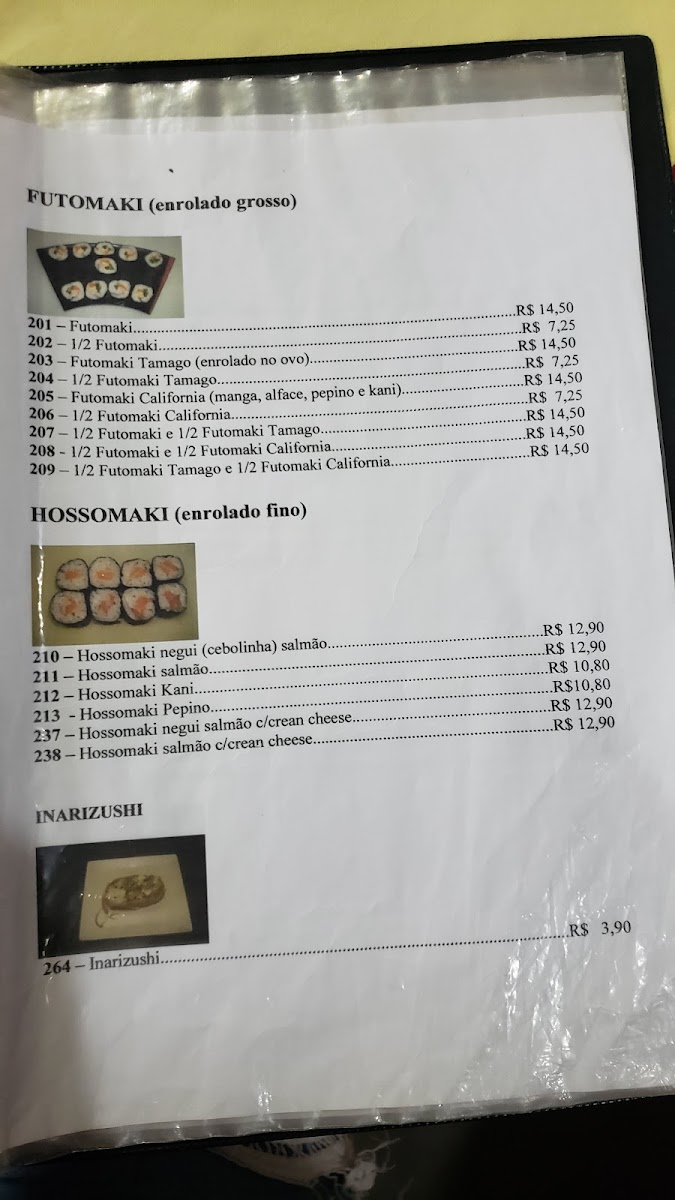 FUTOMAKI (enrolado grosso)
201 – Futomaki....................R$ 14,50
202 – 1/2 Futomaki....................R$ 7,25
203 – Futomaki Tamago (enrolado no ovo)....................R$ 14,50
204 – 1/2 Futomaki Tamago....................R$ 7,25
205 – Futomaki California (manga, alface, pepino e kani)....................R$ 14,50
206 – 1/2 Futomaki California....................R$ 7,25
207 – 1/2 Futomaki e 1/2 Futomaki Tamago....................R$ 14,50
208 - 1/2 Futomaki e 1/2 Futomaki California....................R$ 14,50
209 – 1/2 Futomaki Tamago e 1/2 Futomaki California....................R$ 14,50
HOSSOMAKI (enrolado fino)
210 – Hossomaki negui (cebolinha) salmão....................R$ 12,90
211 – Hossomaki salmão....................R$ 12,90
212 – Hossomaki Kani....................R$ 10,80
213 - Hossomaki Pepino....................R$10,80
237 – Hossomaki negui salmão c/crean cheese....................R$ 12,90
238 – Hossomaki salmão c/crean cheese....................R$ 12,90
INARIZUSHI
264 – Inarizushi....................R$ 3,90